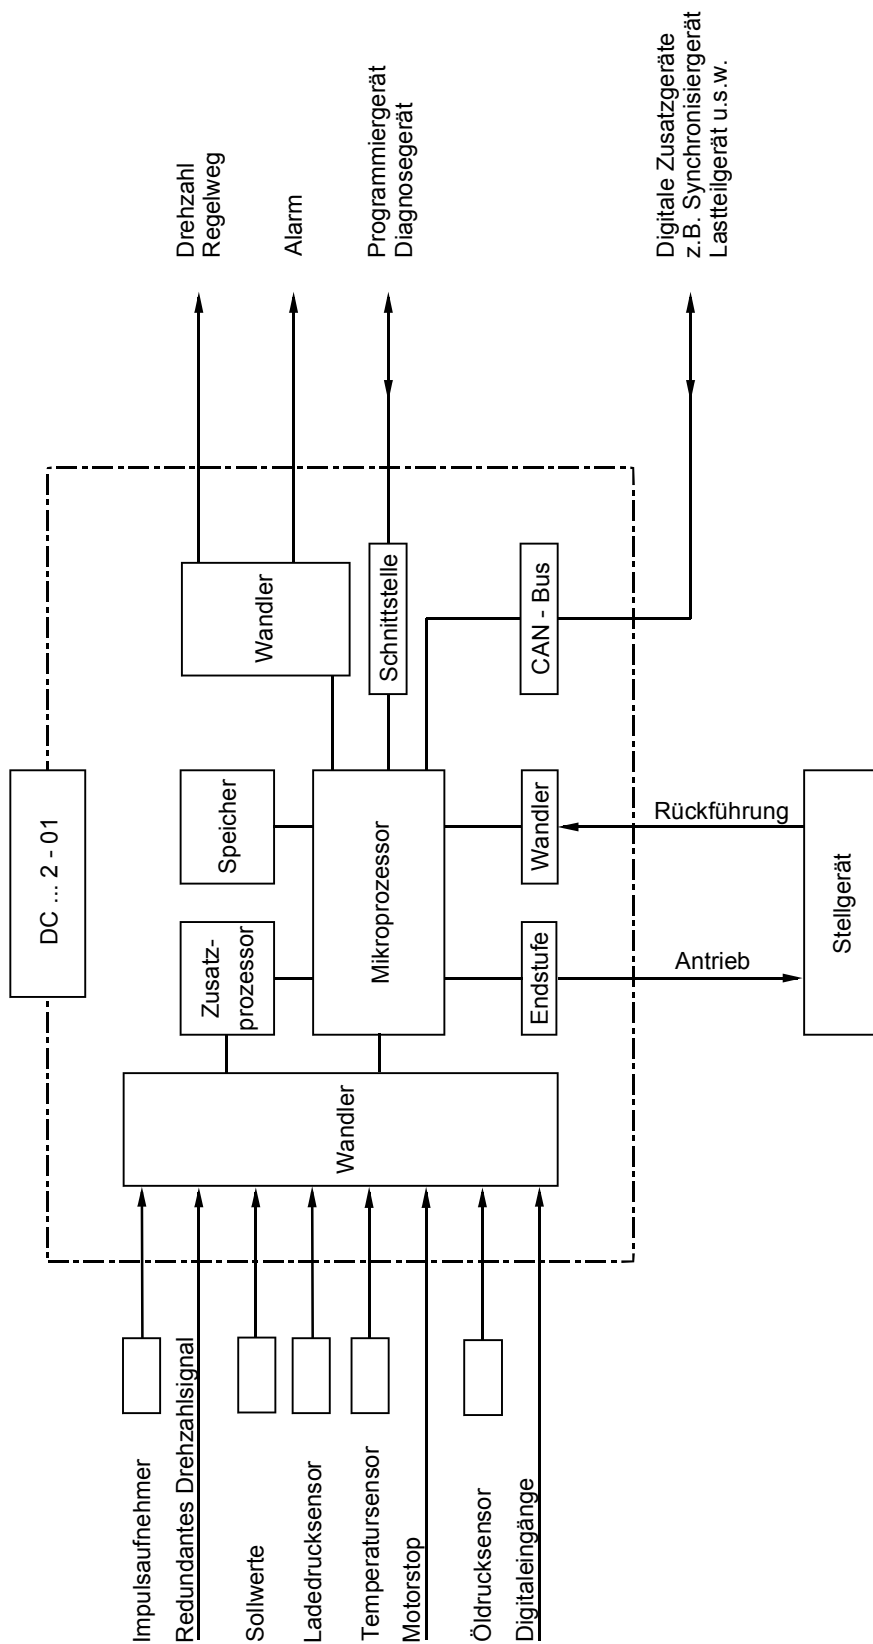 DC ... 2 - 01
Impulsaufnehmer
Redundantes Drehzahlsignal
Sollwerte
Ladedrucksensor
Temperatursensor
Motorstop
Öldrucksensor
Digitaleingänge
Wandler
Zusatz-
prozessor
Speicher
Mikroprozessor
Endstufe
Wandler
Wandler
Schnittstelle
CAN - Bus
Antrieb
Rückführung
Stellgerät
Drehzahl
Regelweg
Alarm
Programmiergerät
Diagnosegerät
Digitale Zusatzgeräte
z.B. Synchronisiergerät
Lastteilgerät u.s.w.